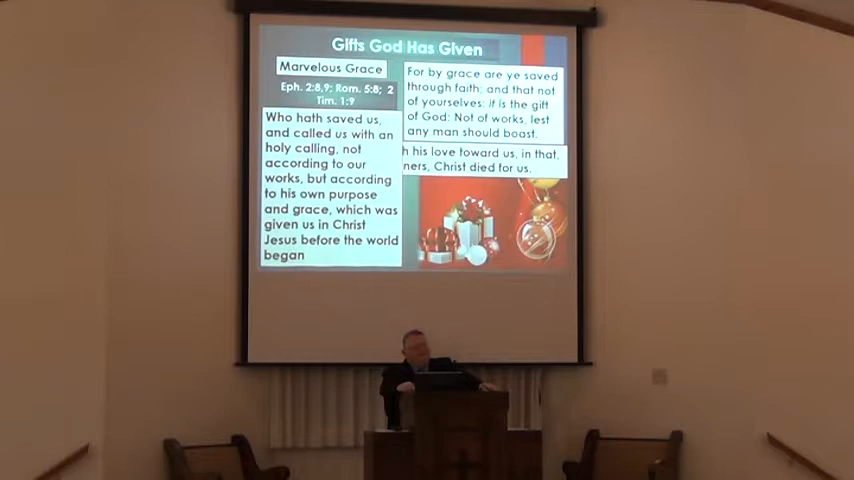 Gifts God Has Given
Marvelous Grace
Eph. 2:8,9; Rom. 5:8; 2
Tim. 1:9
Who hath saved us,
and called us with an
holy calling, not
according to our
works, but according
to his own purpose
and grace, which was
given us in Christ
Jesus before the world
began
For by grace are ye saved
through faith; and that not
of yourselves: it is the gift
of God: Not of works, lest
any man should boast.
h his love toward us, in that,
ners, Christ died for us.